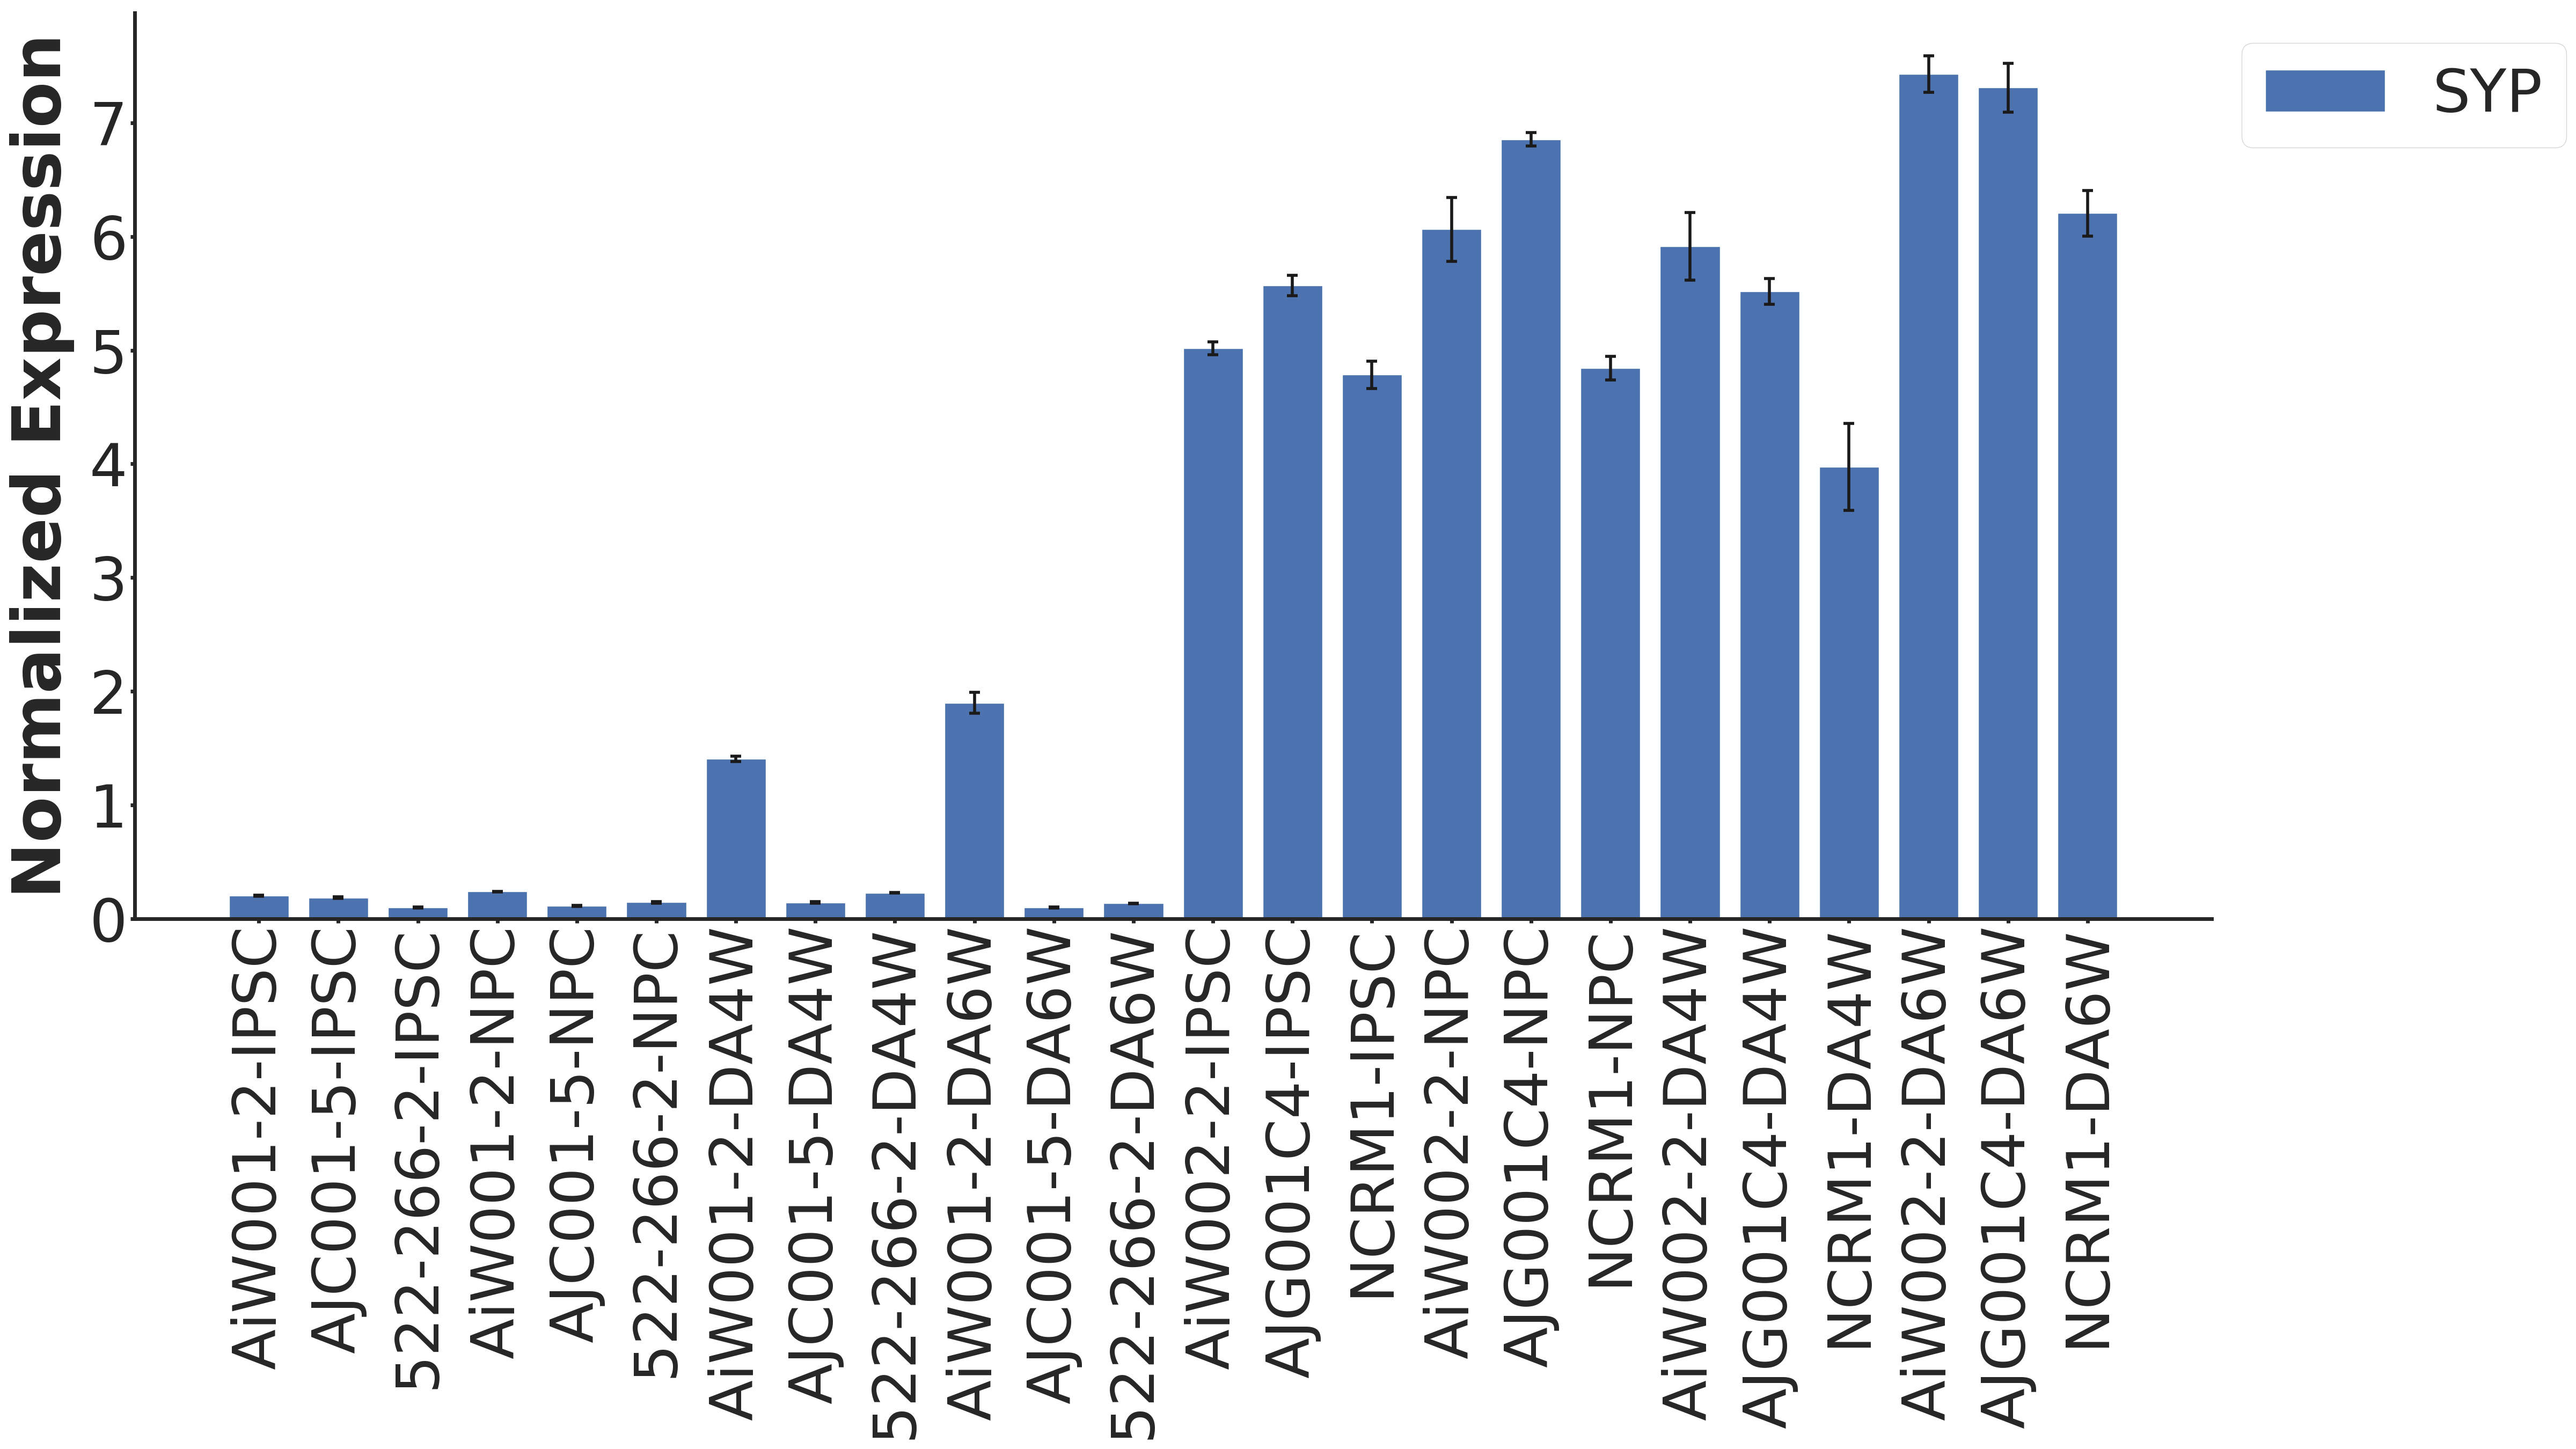 Normalized Expression
7
6
5
4
3
2
1
0
SYP
AiW001-2-IPSC
AJC001-5-IPSC
522-266-2-IPSC
AiW001-2-NPC
AJC001-5-NPC
522-266-2-NPC
AiW001-2-DA4W
AJC001-5-DA4W
522-266-2-DA4W
AiW001-2-DA6W
AJC001-5-DA6W
522-266-2-DA6W
AiW002-2-IPSC
AJG001C4-IPSC
NCRM1-IPSC
AiW002-2-NPC
AJG001C4-NPC
NCRM1-NPC
AiW002-2-DA4W
AJG001C4-DA4W
NCRM1-DA4W
AiW002-2-DA6W
AJG001C4-DA6W
NCRM1-DA6W